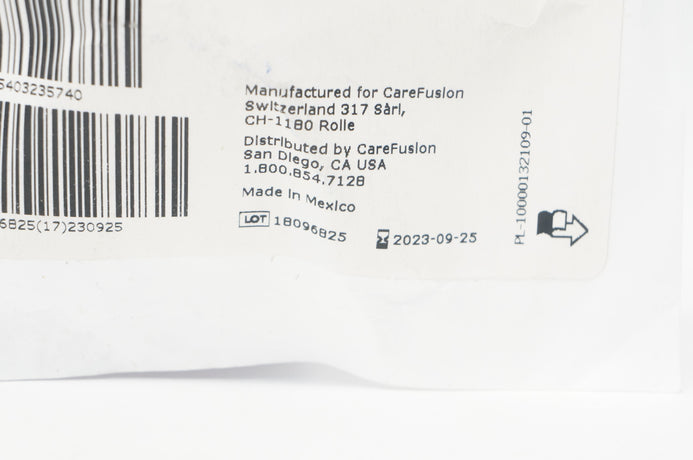 5403235740
6825(17)230925
Manufactured for CareFusion
Switzerland 317 Sàrl,
CH-1180 Rolle
Distributed by CareFusion
San Diego, CA USA
1.800.854.7128
Made in Mexico
LOT 18096825
2023-09-25
PL-10000132109-01